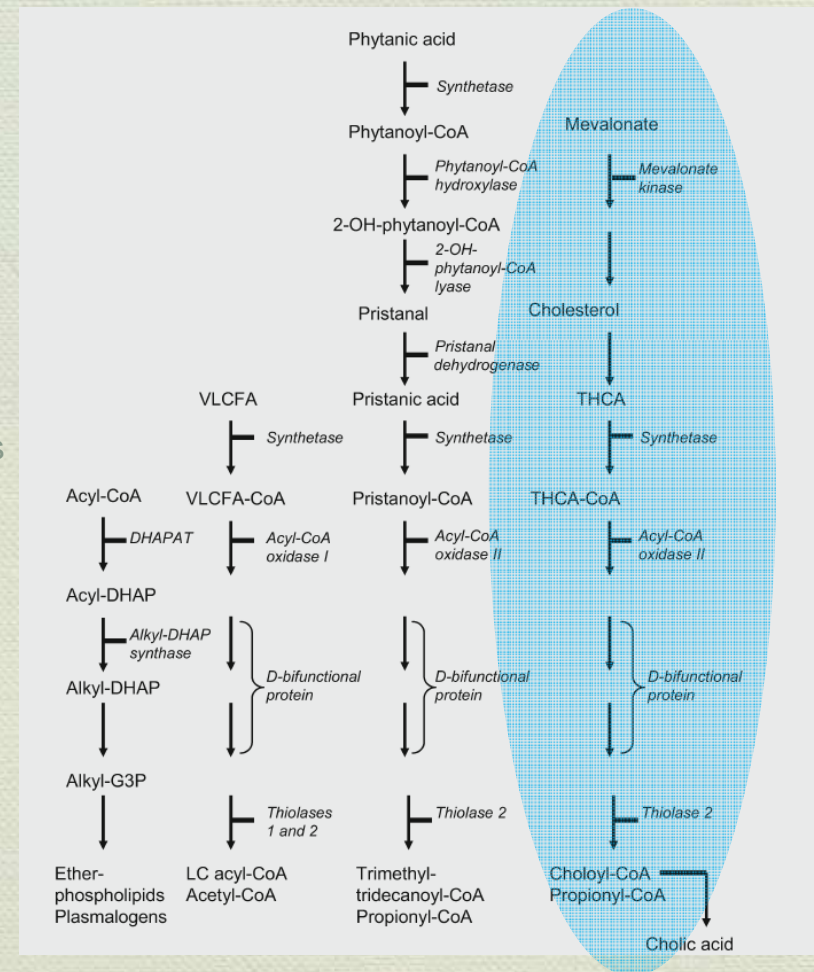 Phytanic acid
Synthetase
Phytanoyl-CoA
Phytanoyl-CoA
hydroxylase
2-OH-phytanoyl-CoA
2-OH-
phytanoyl-CoA
lyase
Pristanal
Pristanal
dehydrogenase
Mevalonate
Mevalonate
kinase
Cholesterol
VLCFA
Pristanic acid
THCA
Synthetase
Synthetase
Synthetase
s
Acyl-CoA
VLCFA-CoA
Pristanoyl-CoA
THCA-CoA
DHAPAT
Acyl-CoA
oxidase I
Acyl-CoA
oxidase II
Acyl-CoA
oxidase II
Acyl-DHAP
Alkyl-DHAP
synthase
Alkyl-DHAP
D-bifunctional
protein
D-bifunctional
protein
D-bifunctional
protein
Alkyl-G3P
Thiolases
1 and 2
Thiolase 2
Thiolase 2
Ether-
phospholipids
Plasmalogens
LC acyl-CoA
Acetyl-CoA
Trimethyl-
tridecanoyl-CoA
Propionyl-CoA
Choloyl-CoA
Propionyl-CoA
Cholic acid